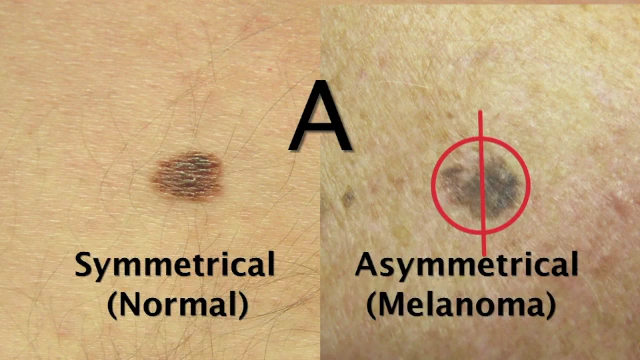 A
Symmetrical
(Normal)
Asymmetrical
(Melanoma)